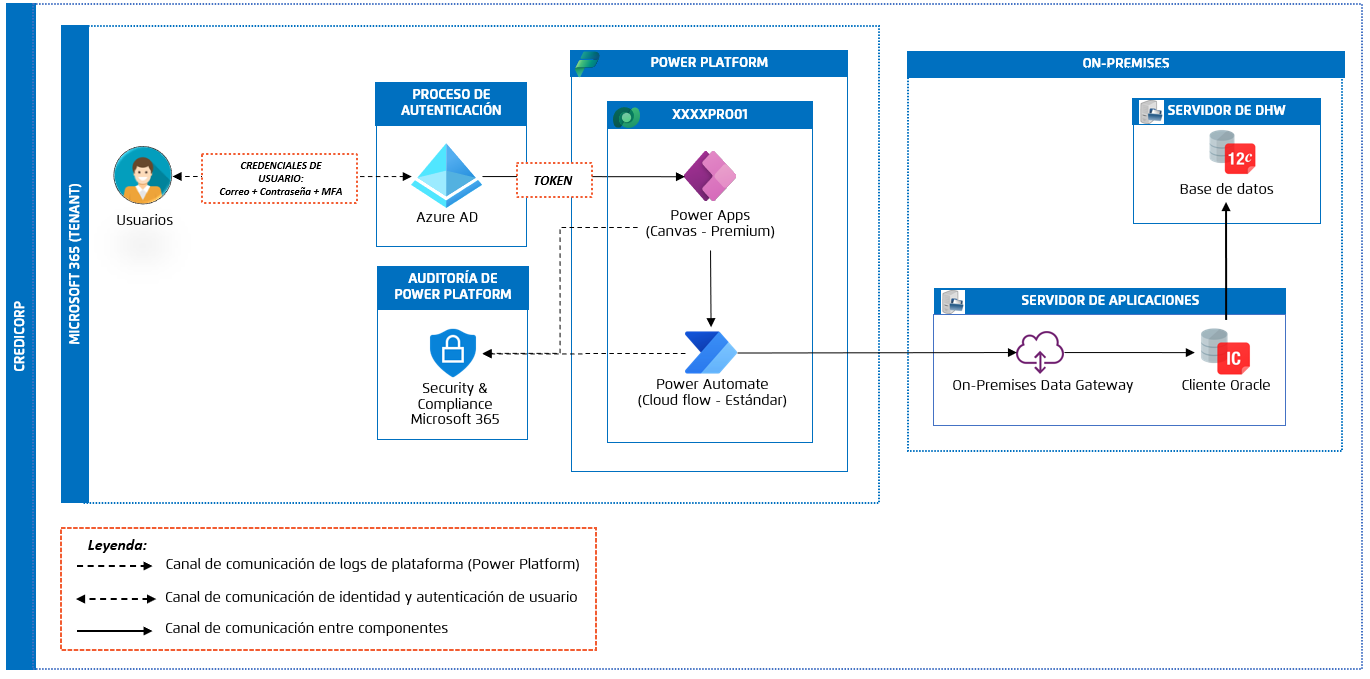 CREDICORP
MICROSOFT 365 (TENANT)
Usuarios
CREDENCIALES DE
USUARIO:
Correo + Contraseña + MFA
PROCESO DE
AUTENTICACIÓN
Azure AD
TOKEN
AUDITORÍA DE
POWER PLATFORM
Security &
Compliance
Microsoft 365
POWER PLATFORM
XXXXPRO01
Power Apps
(Canvas - Premium)
Power Automate
(Cloud flow - Estándar)
ON-PREMISES
SERVIDOR DE DHW
12c
Base de datos
SERVIDOR DE APLICACIONES
On-Premises Data Gateway
IC
Cliente Oracle
Leyenda:
Canal de comunicación de logs de plataforma (Power Platform)
Canal de comunicación de identidad y autenticación de usuario
Canal de comunicación entre componentes